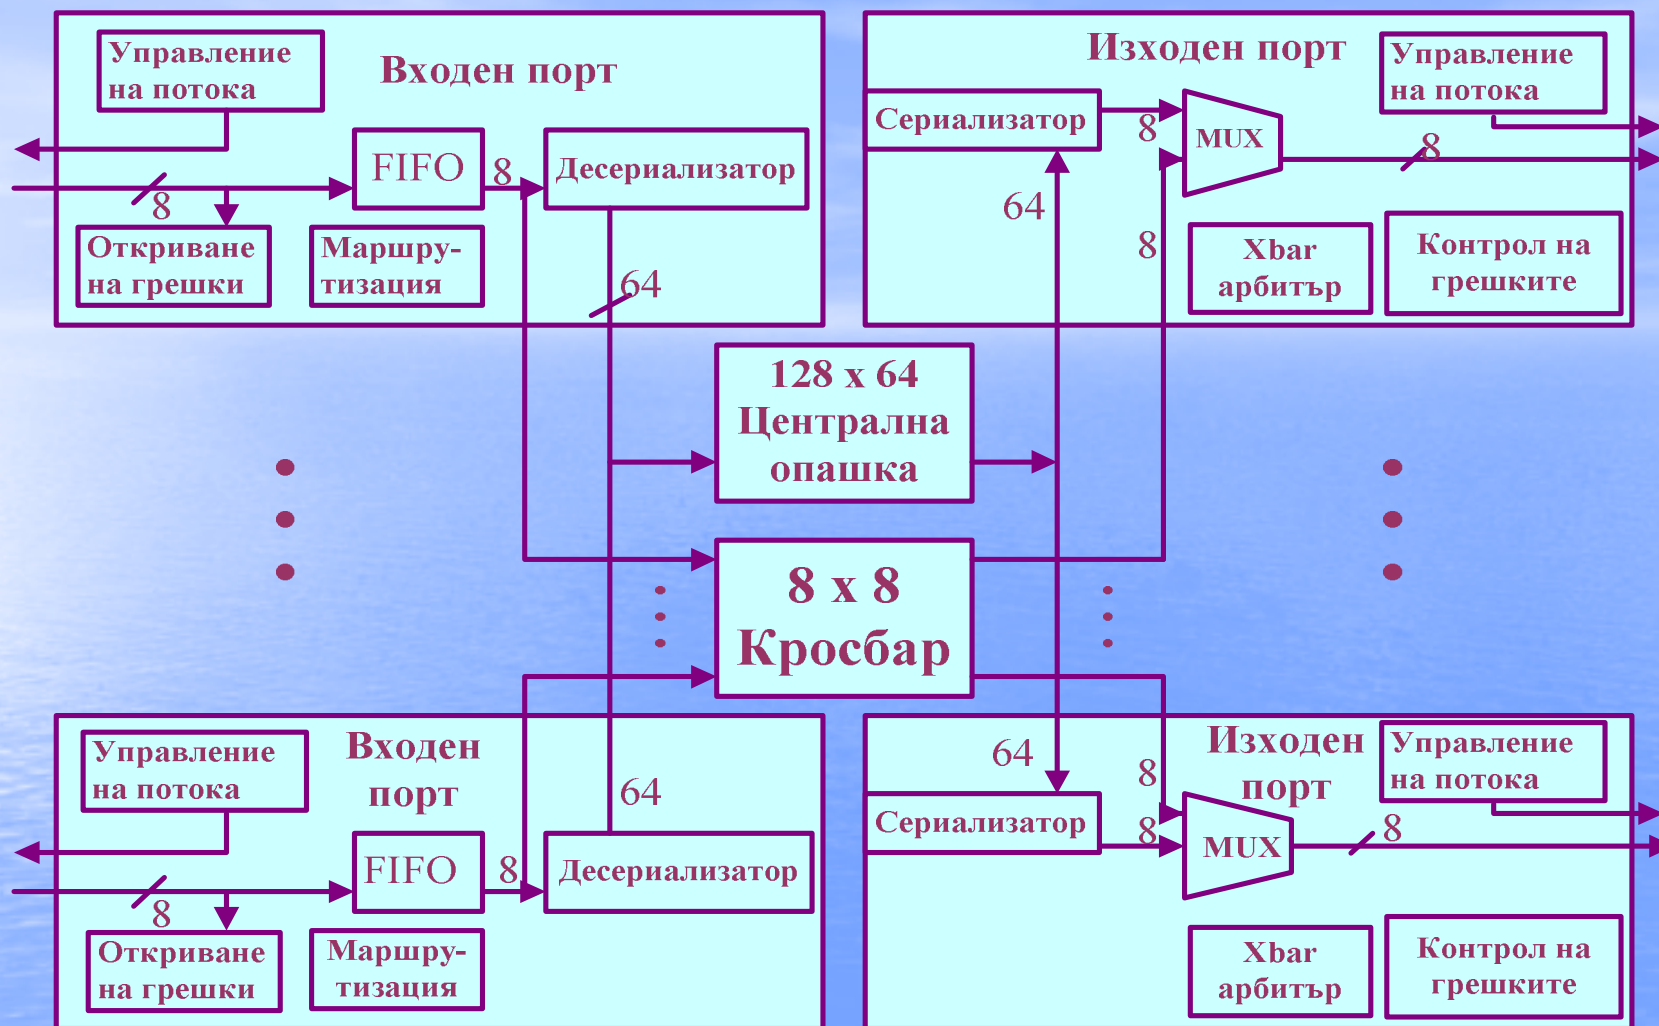 Входен порт
Управление
на потока
FIFO
8
Десериализатор
8
Откриване
на грешки
Маршру-
тизация
64
Изходен порт
Управление
на потока
Сериализатор
8
MUX
8
64
8
Xbar
арбитър
Контрол на
грешките
128 x 64
Централна
опашка
8 x 8
Кросбар
Входен
порт
Управление
на потока
64
FIFO
8
Десериализатор
8
Откриване
на грешки
Маршру-
тизация
Изходен
порт
Управление
на потока
64
8
Сериализатор
8
MUX
8
Xbar
арбитър
Контрол на
грешките